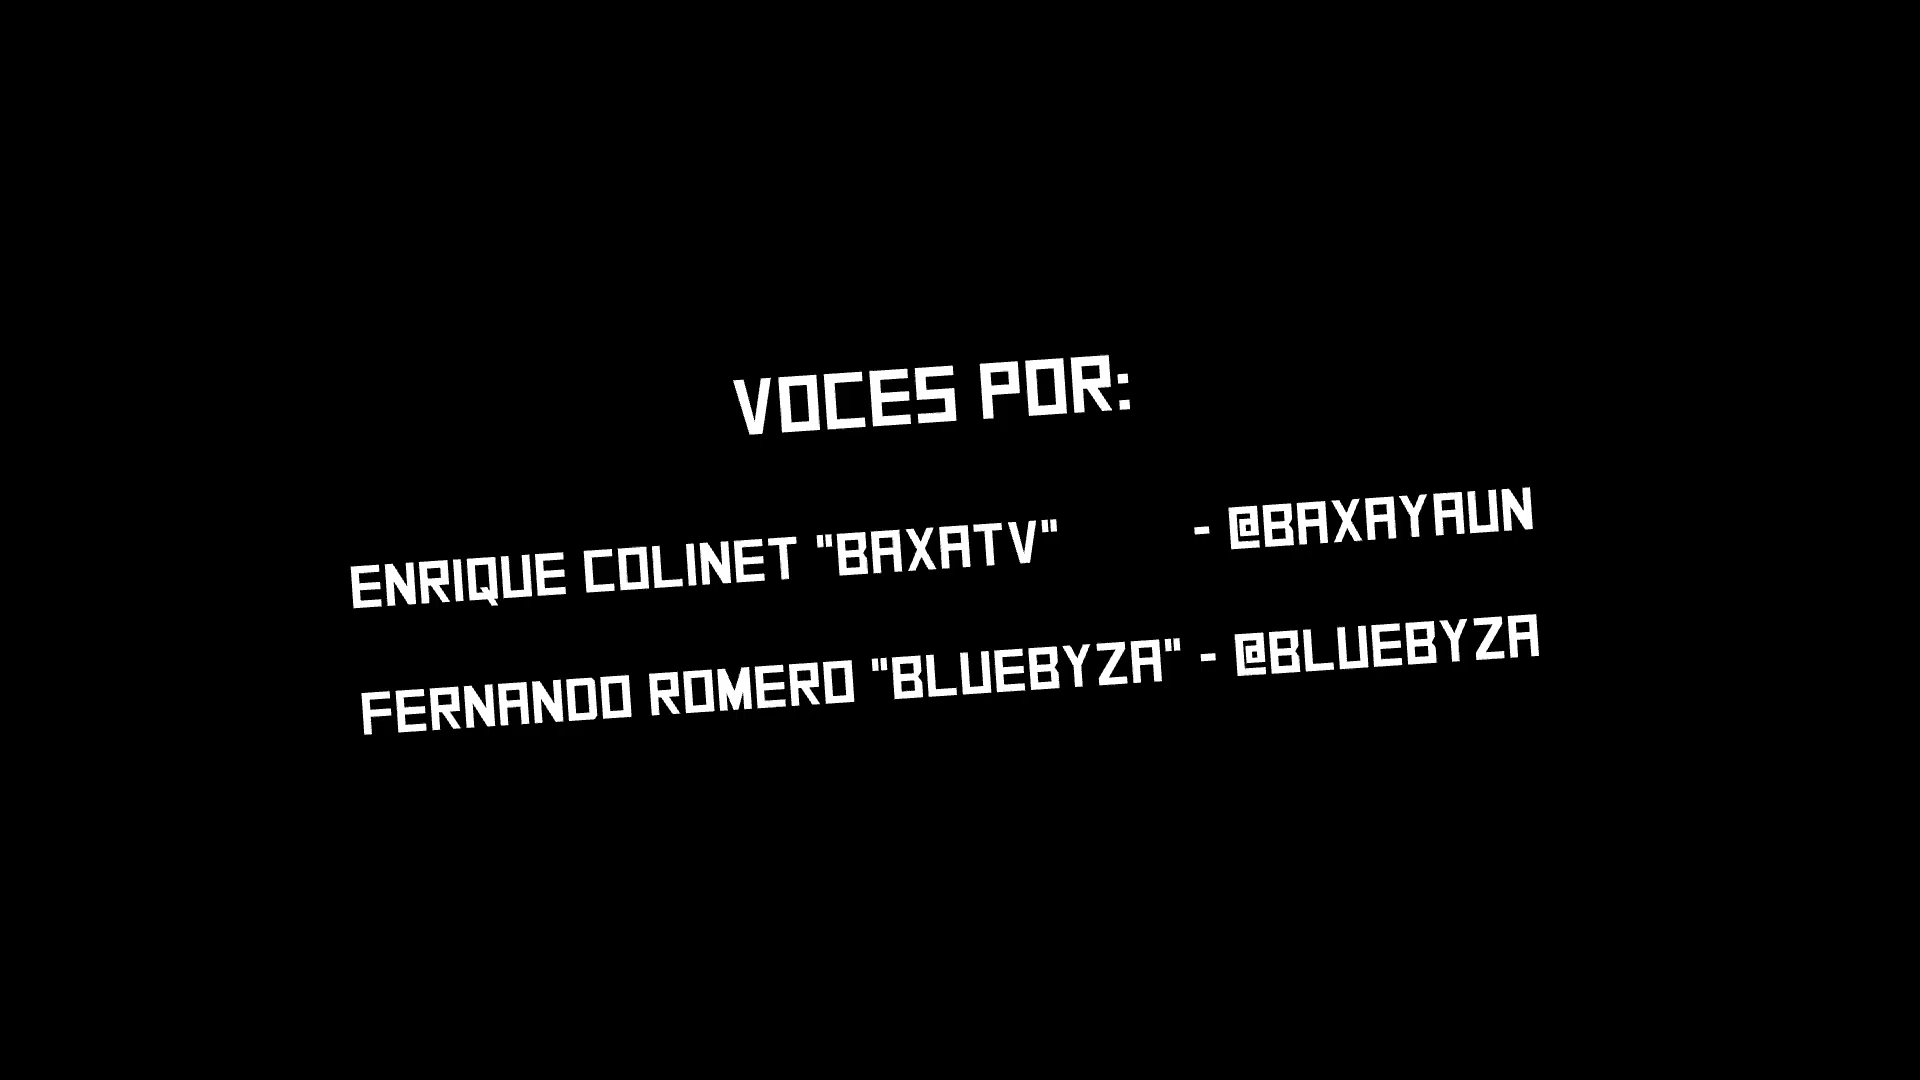 VOCES POR:
ENRIQUE COLINET "BAXATV" - @BAXAYAUN
FERNANDO ROMERO "BLUEBYZA" - @BLUEBYZA